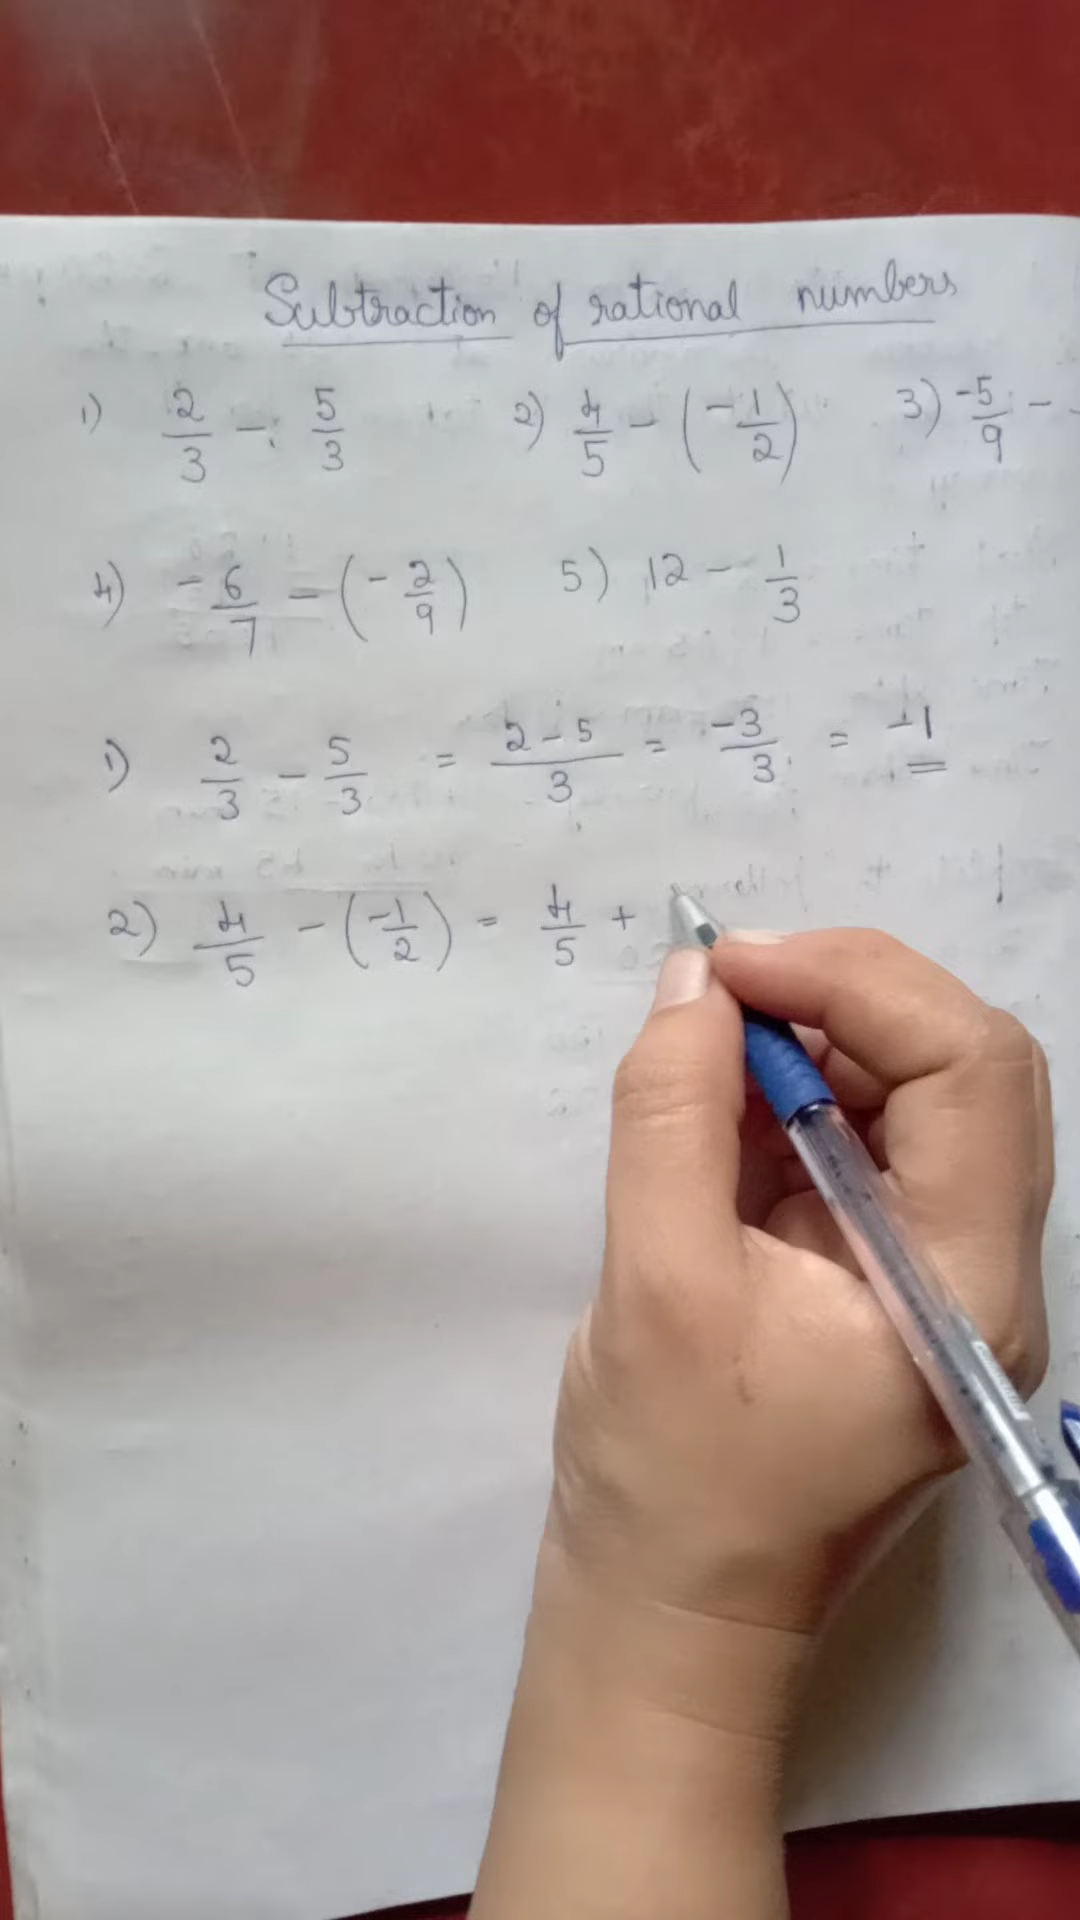 Subtraction of rational numbers
1) 2/3 - 5/3 2) 4/5 - (-1/2) 3) -5/9 -
4) -6/7 - (-2/9) 5) 12 - 1/3
1) 2/3 - 5/3 = 2-5/3 = -3/3 = -1
2) 4/5 - (-1/2) = 4/5 +